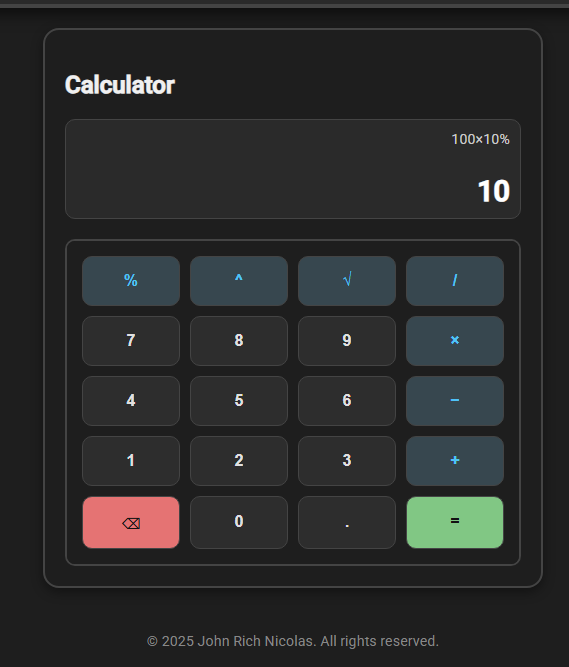 Calculator
100×10%
10
% ^ √ /
7 8 9 ×
4 5 6 −
1 2 3 +
⌫ 0 . =
© 2025 John Rich Nicolas. All rights reserved.